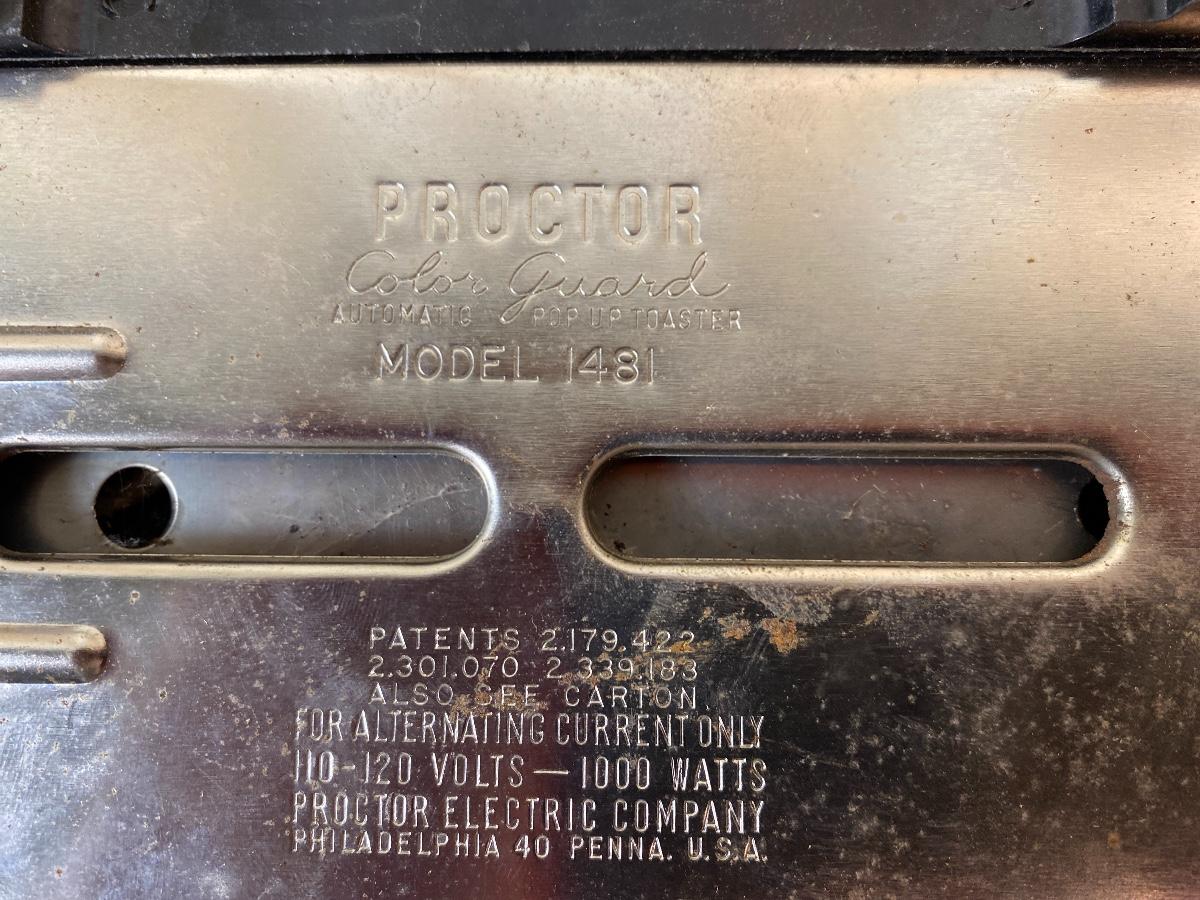 PROCTOR
Color Guard
AUTOMATIC POP UP TOASTER
MODEL 1481
PATENTS 2.179.422
2.301.070 2.339.183
ALSO SEE CARTON.
FOR ALTERNATING CURRENT ONLY
110-120 VOLTS — 1000 WATTS
PROCTOR ELECTRIC COMPANY
PHILADELPHIA 40 PENNA. U.S.A.